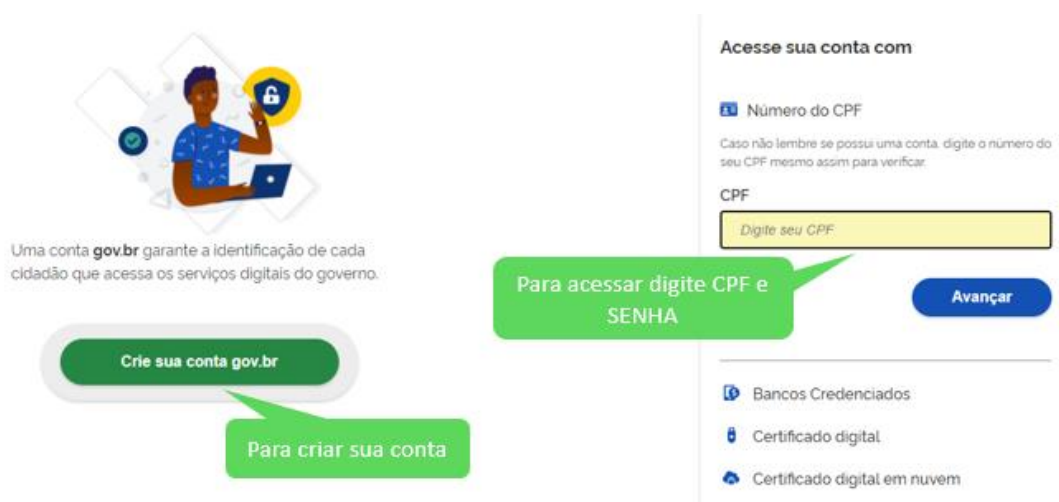 Uma conta gov.br garante a identificação de cada
cidadão que acessa os serviços digitais do governo.
Crie sua conta gov.br
Para criar sua conta
Acesse sua conta com
Número do CPF
Caso não lembre se possui uma conta, digite o número do
seu CPF mesmo assim para verificar.
CPF
Digite seu CPF
Para acessar digite CPF e
SENHA
Avançar
Bancos Credenciados
Certificado digital
Certificado digital em nuvem